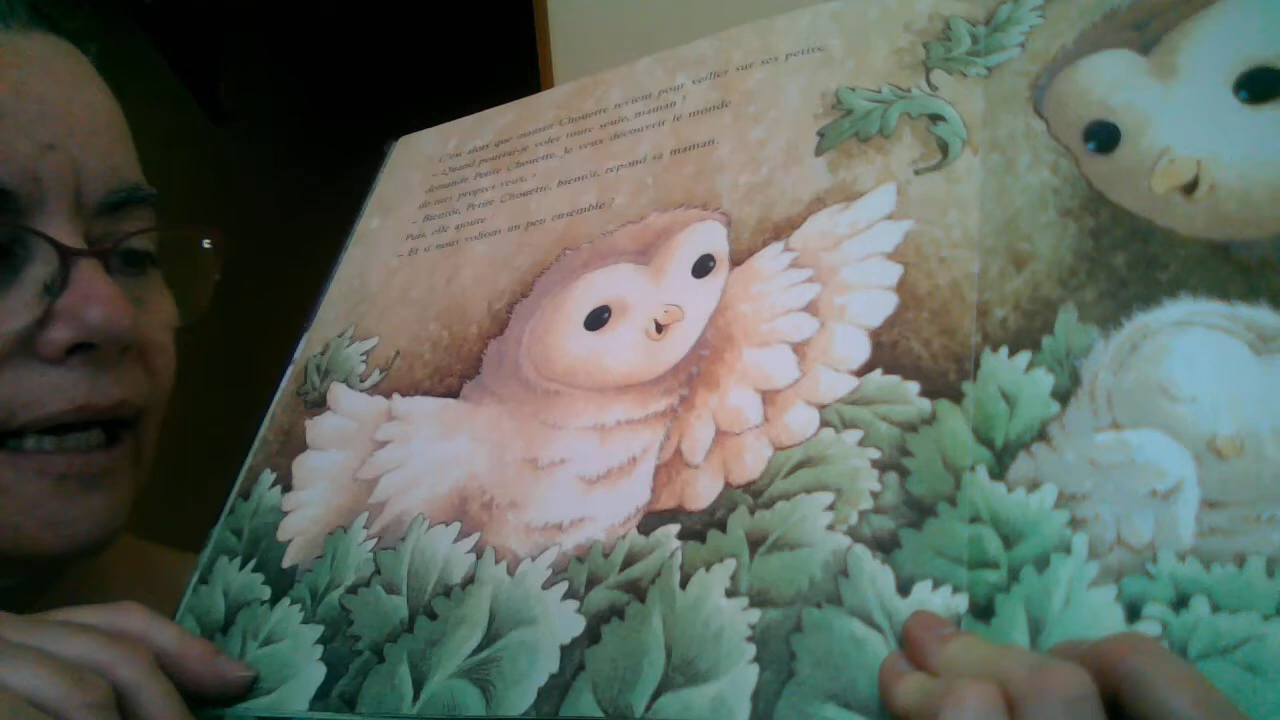 C'est alors que maman Chouette revient pour veiller sur ses petits.
– Quand pourrai-je voler toute seule, maman ?
demande Petite Chouette. Je veux découvrir le monde
de mes propres yeux.
– Bientôt, Petite Chouette, bientôt, répond sa maman.
Puis, elle ajoute :
– Et si nous volions un peu ensemble ?